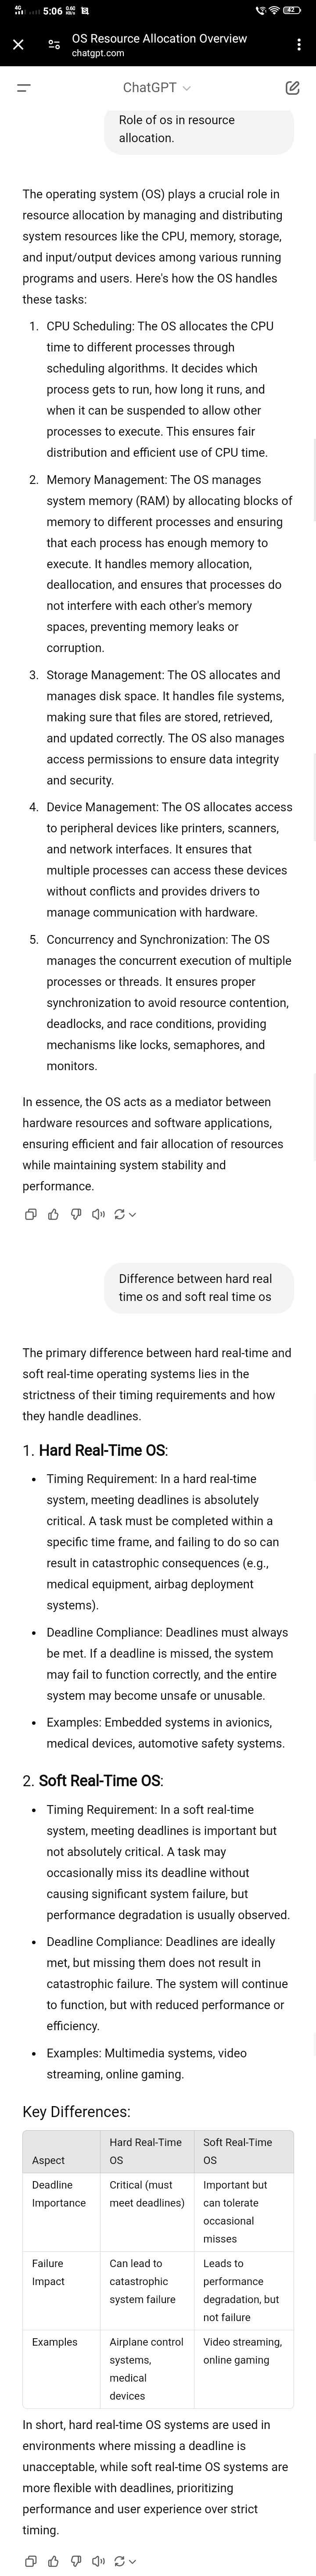 4G 5:06 0.60 KB/s 62
OS Resource Allocation Overview
chatgpt.com
ChatGPT
Role of os in resource
allocation.
The operating system (OS) plays a crucial role in
resource allocation by managing and distributing
system resources like the CPU, memory, storage,
and input/output devices among various running
programs and users. Here's how the OS handles
these tasks:
1. CPU Scheduling: The OS allocates the CPU
time to different processes through
scheduling algorithms. It decides which
process gets to run, how long it runs, and
when it can be suspended to allow other
processes to execute. This ensures fair
distribution and efficient use of CPU time.
2. Memory Management: The OS manages
system memory (RAM) by allocating blocks of
memory to different processes and ensuring
that each process has enough memory to
execute. It handles memory allocation,
deallocation, and ensures that processes do
not interfere with each other's memory
spaces, preventing memory leaks or
corruption.
3. Storage Management: The OS allocates and
manages disk space. It handles file systems,
making sure that files are stored, retrieved,
and updated correctly. The OS also manages
access permissions to ensure data integrity
and security.
4. Device Management: The OS allocates access
to peripheral devices like printers, scanners,
and network interfaces. It ensures that
multiple processes can access these devices
without conflicts and provides drivers to
manage communication with hardware.
5. Concurrency and Synchronization: The OS
manages the concurrent execution of multiple
processes or threads. It ensures proper
synchronization to avoid resource contention,
deadlocks, and race conditions, providing
mechanisms like locks, semaphores, and
monitors.
In essence, the OS acts as a mediator between
hardware resources and software applications,
ensuring efficient and fair allocation of resources
while maintaining system stability and
performance.
Difference between hard real
time os and soft real time os
The primary difference between hard real-time and
soft real-time operating systems lies in the
strictness of their timing requirements and how
they handle deadlines.
1. Hard Real-Time OS:
• Timing Requirement: In a hard real-time
system, meeting deadlines is absolutely
critical. A task must be completed within a
specific time frame, and failing to do so can
result in catastrophic consequences (e.g.,
medical equipment, airbag deployment
systems).
• Deadline Compliance: Deadlines must always
be met. If a deadline is missed, the system
may fail to function correctly, and the entire
system may become unsafe or unusable.
• Examples: Embedded systems in avionics,
medical devices, automotive safety systems.
2. Soft Real-Time OS:
• Timing Requirement: In a soft real-time
system, meeting deadlines is important but
not absolutely critical. A task may
occasionally miss its deadline without
causing significant system failure, but
performance degradation is usually observed.
• Deadline Compliance: Deadlines are ideally
met, but missing them does not result in
catastrophic failure. The system will continue
to function, but with reduced performance or
efficiency.
• Examples: Multimedia systems, video
streaming, online gaming.
Key Differences:
Aspect
Hard Real-Time
OS
Soft Real-Time
OS
Deadline
Importance
Critical (must
meet deadlines)
Important but
can tolerate
occasional
misses
Failure
Impact
Can lead to
catastrophic
system failure
Leads to
performance
degradation, but
not failure
Examples
Airplane control
systems,
medical
devices
Video streaming,
online gaming
In short, hard real-time OS systems are used in
environments where missing a deadline is
unacceptable, while soft real-time OS systems are
more flexible with deadlines, prioritizing
performance and user experience over strict
timing.